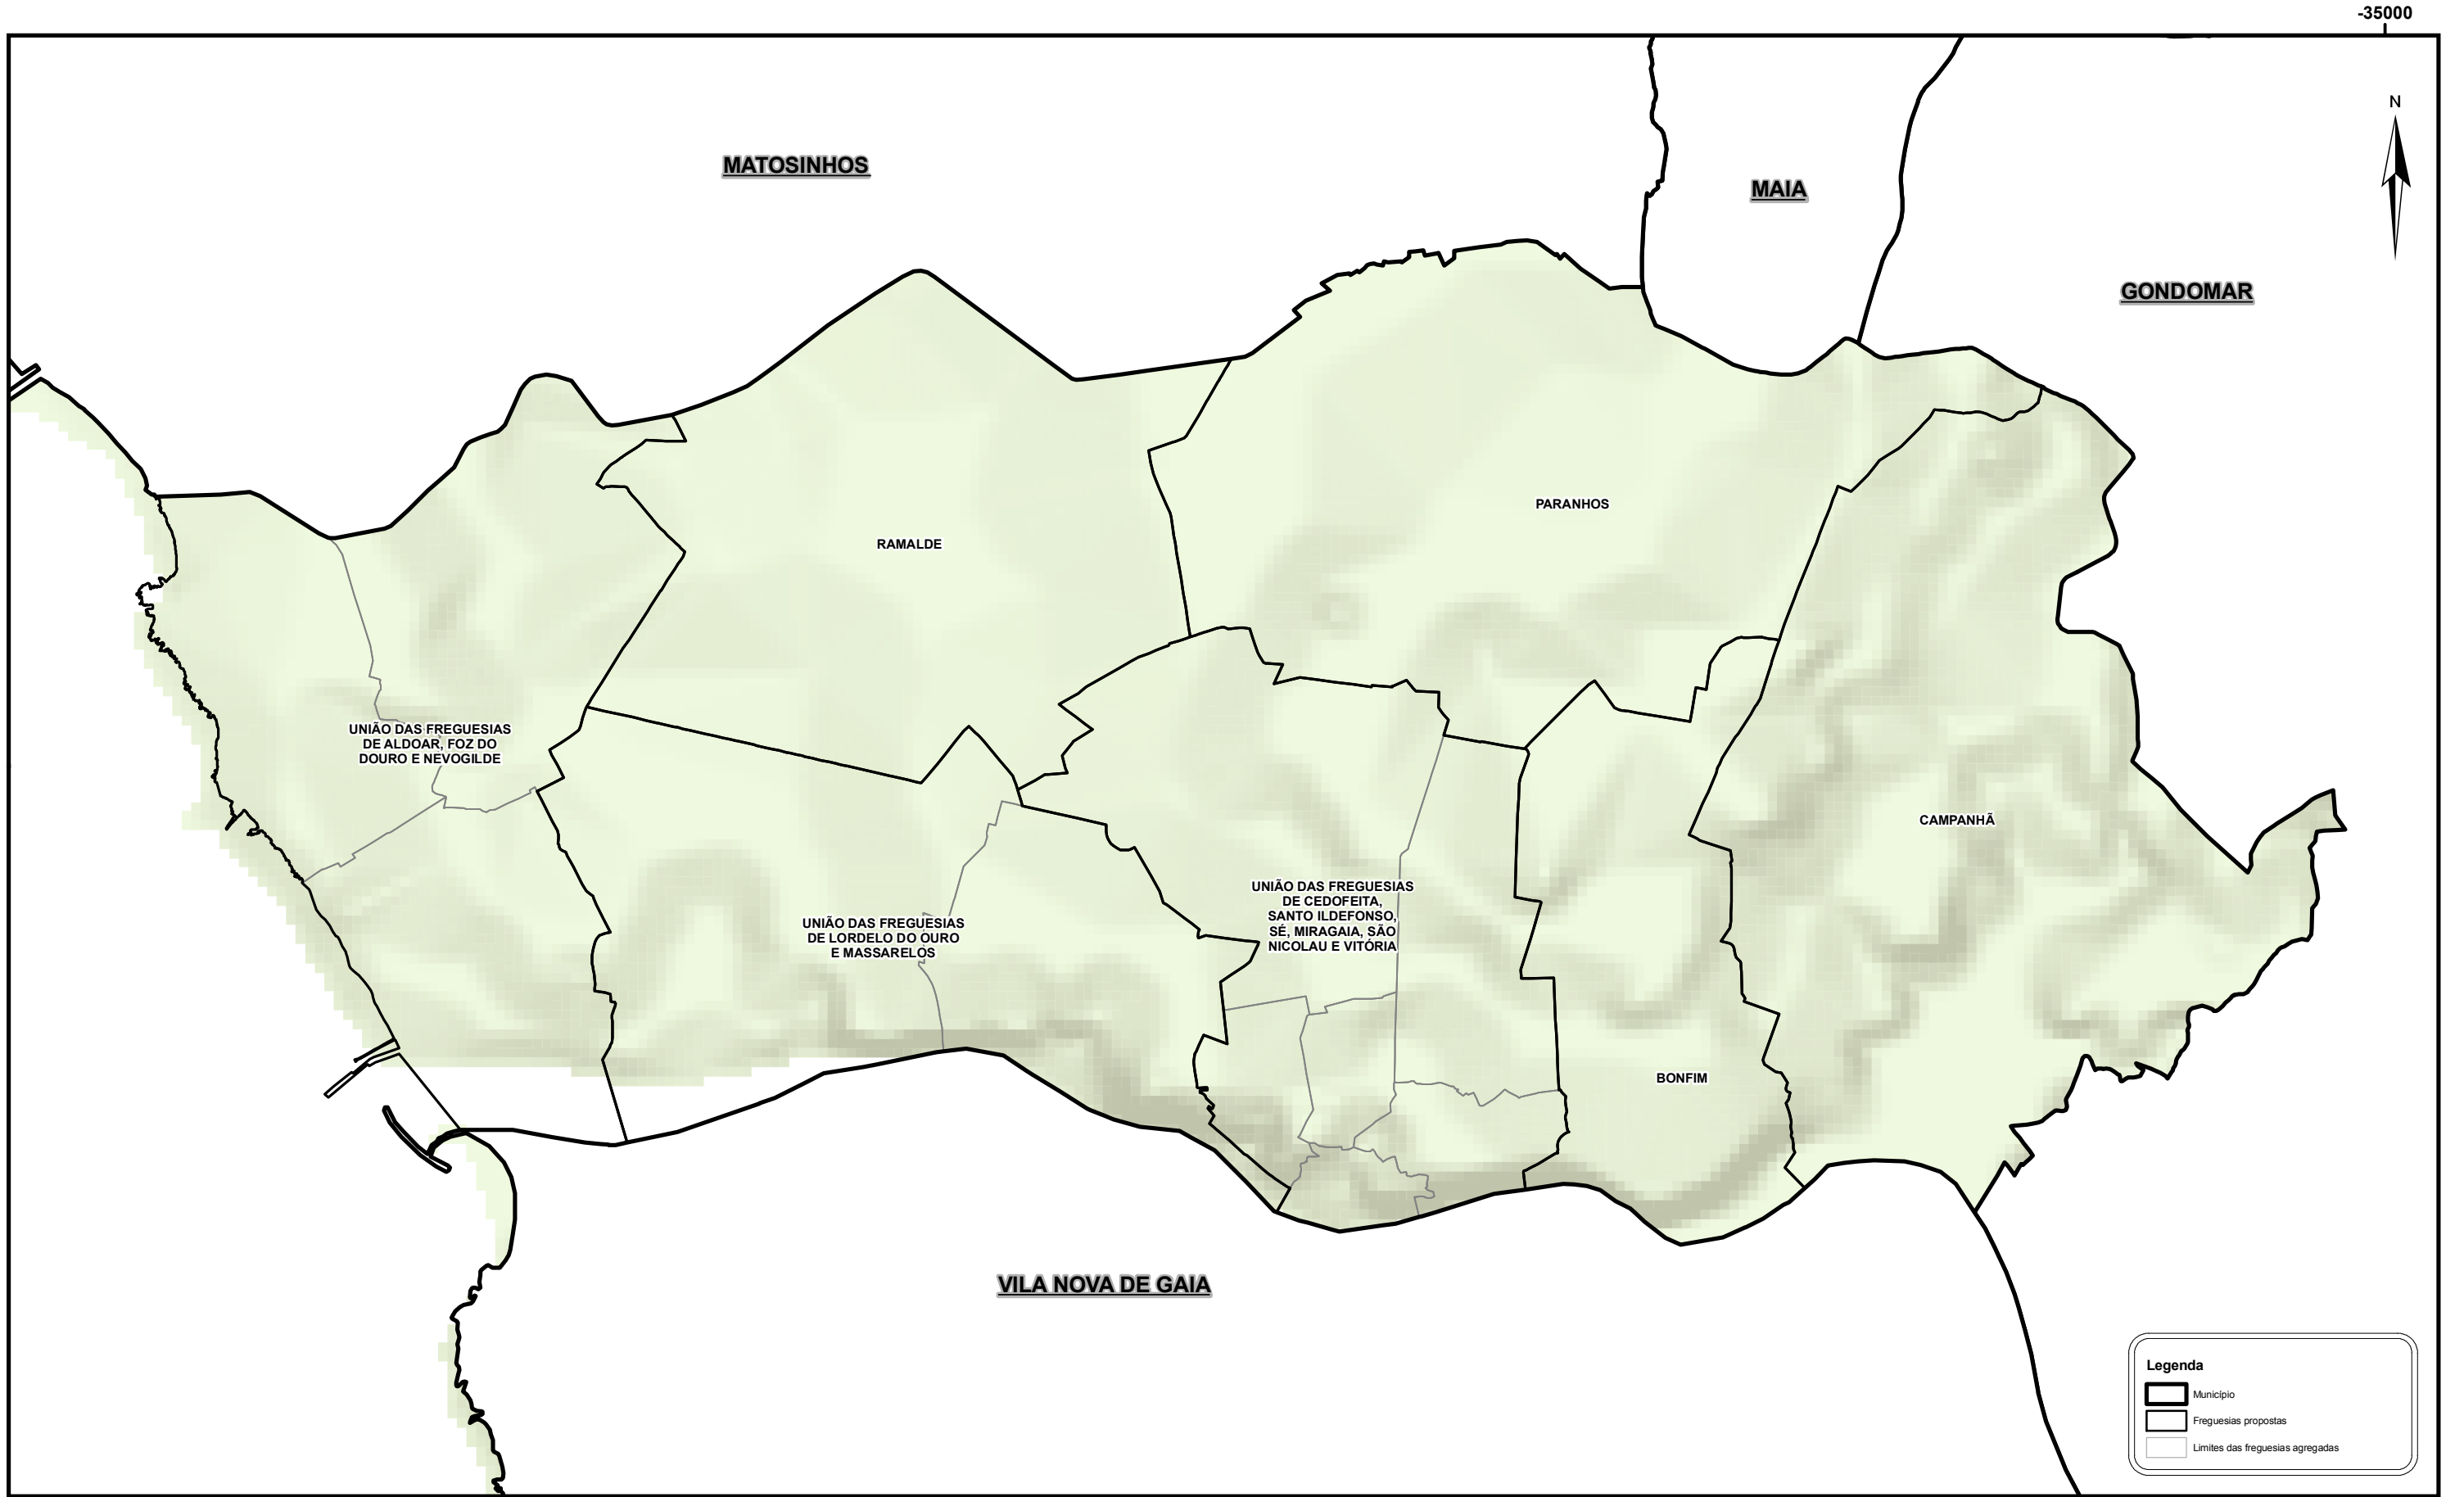 -35000
N
MATOSINHOS
MAIA
GONDOMAR
PARANHOS
RAMALDE
UNIÃO DAS FREGUESIAS
DE ALDOAR, FOZ DO
DOURO E NEVOGILDE
CAMPANHÃ
UNIÃO DAS FREGUESIAS
DE CEDOFEITA,
SANTO ILDEFONSO,
SÉ, MIRAGAIA, SÃO
NICOLAU E VITÓRIA
UNIÃO DAS FREGUESIAS
DE LORDELO DO OURO
E MASSARELOS
BONFIM
VILA NOVA DE GAIA
Legenda
Município
Freguesias propostas
Limites das freguesias agregadas